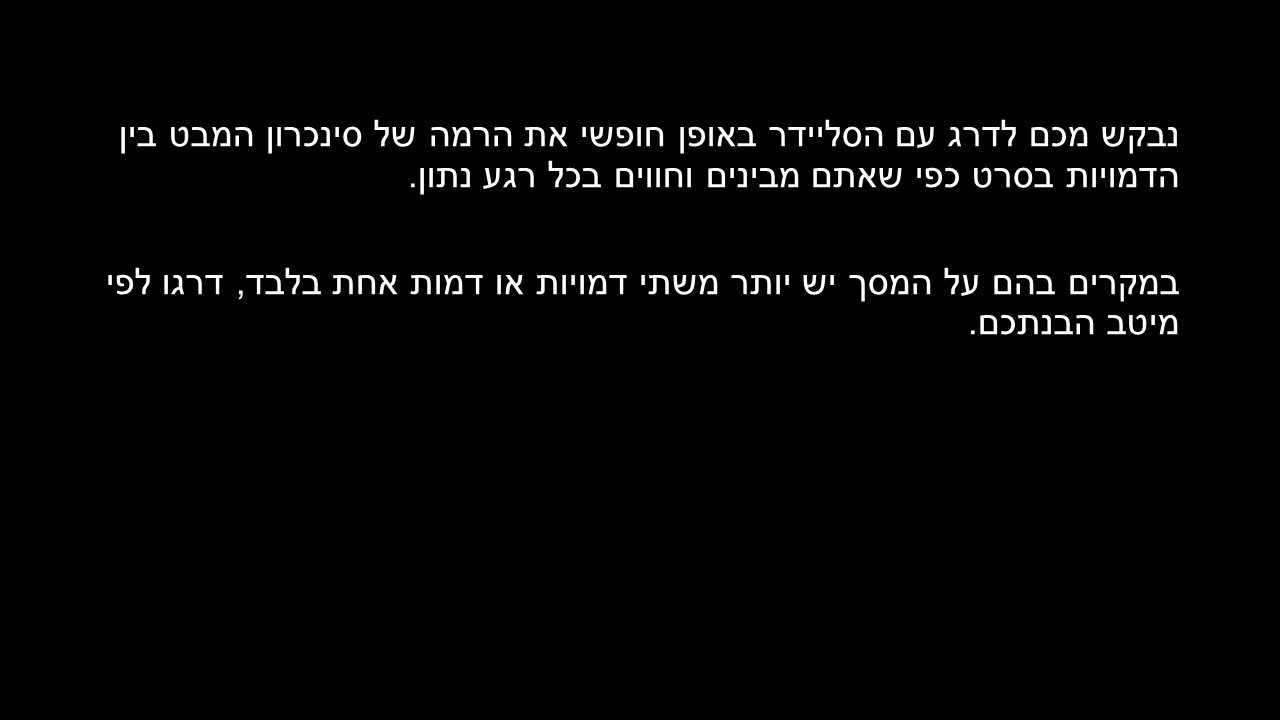 נבקש מכם לדרג עם הסליידר באופן חופשי את הרמה של סינכרון המבט בין
הדמויות בסרט כפי שאתם מבינים וחווים בכל רגע נתון.
במקרים בהם על המסך יש יותר משתי דמויות או דמות אחת בלבד, דרגו לפי
מיטב הבנתכם.